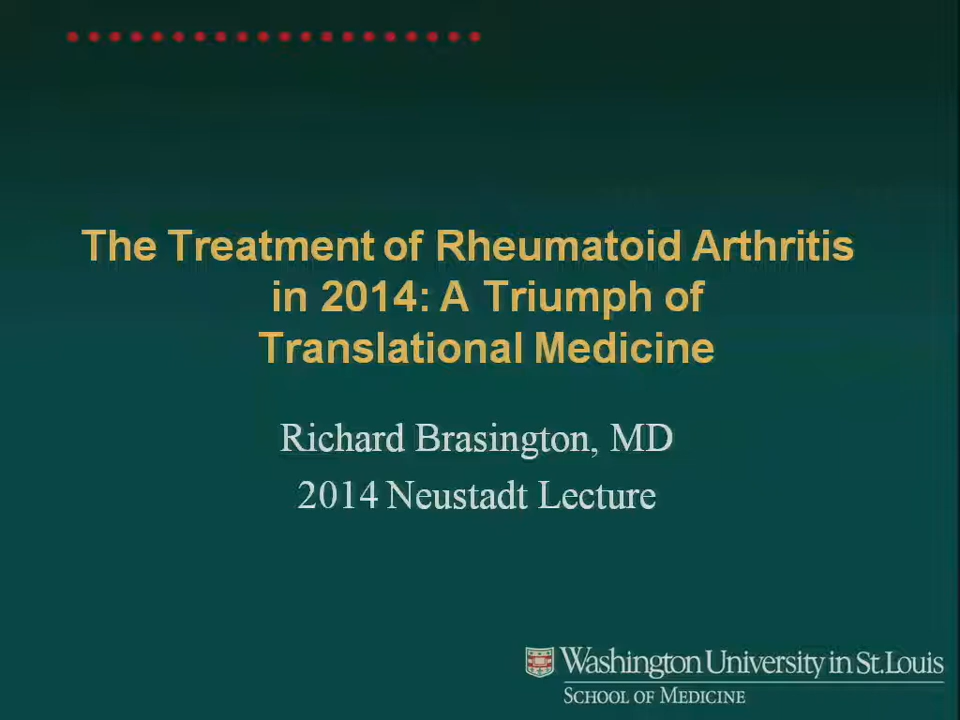 The Treatment of Rheumatoid Arthritis
in 2014: A Triumph of
Translational Medicine
Richard Brasington, MD
2014 Neustadt Lecture
Washington University in St. Louis
SCHOOL OF MEDICINE